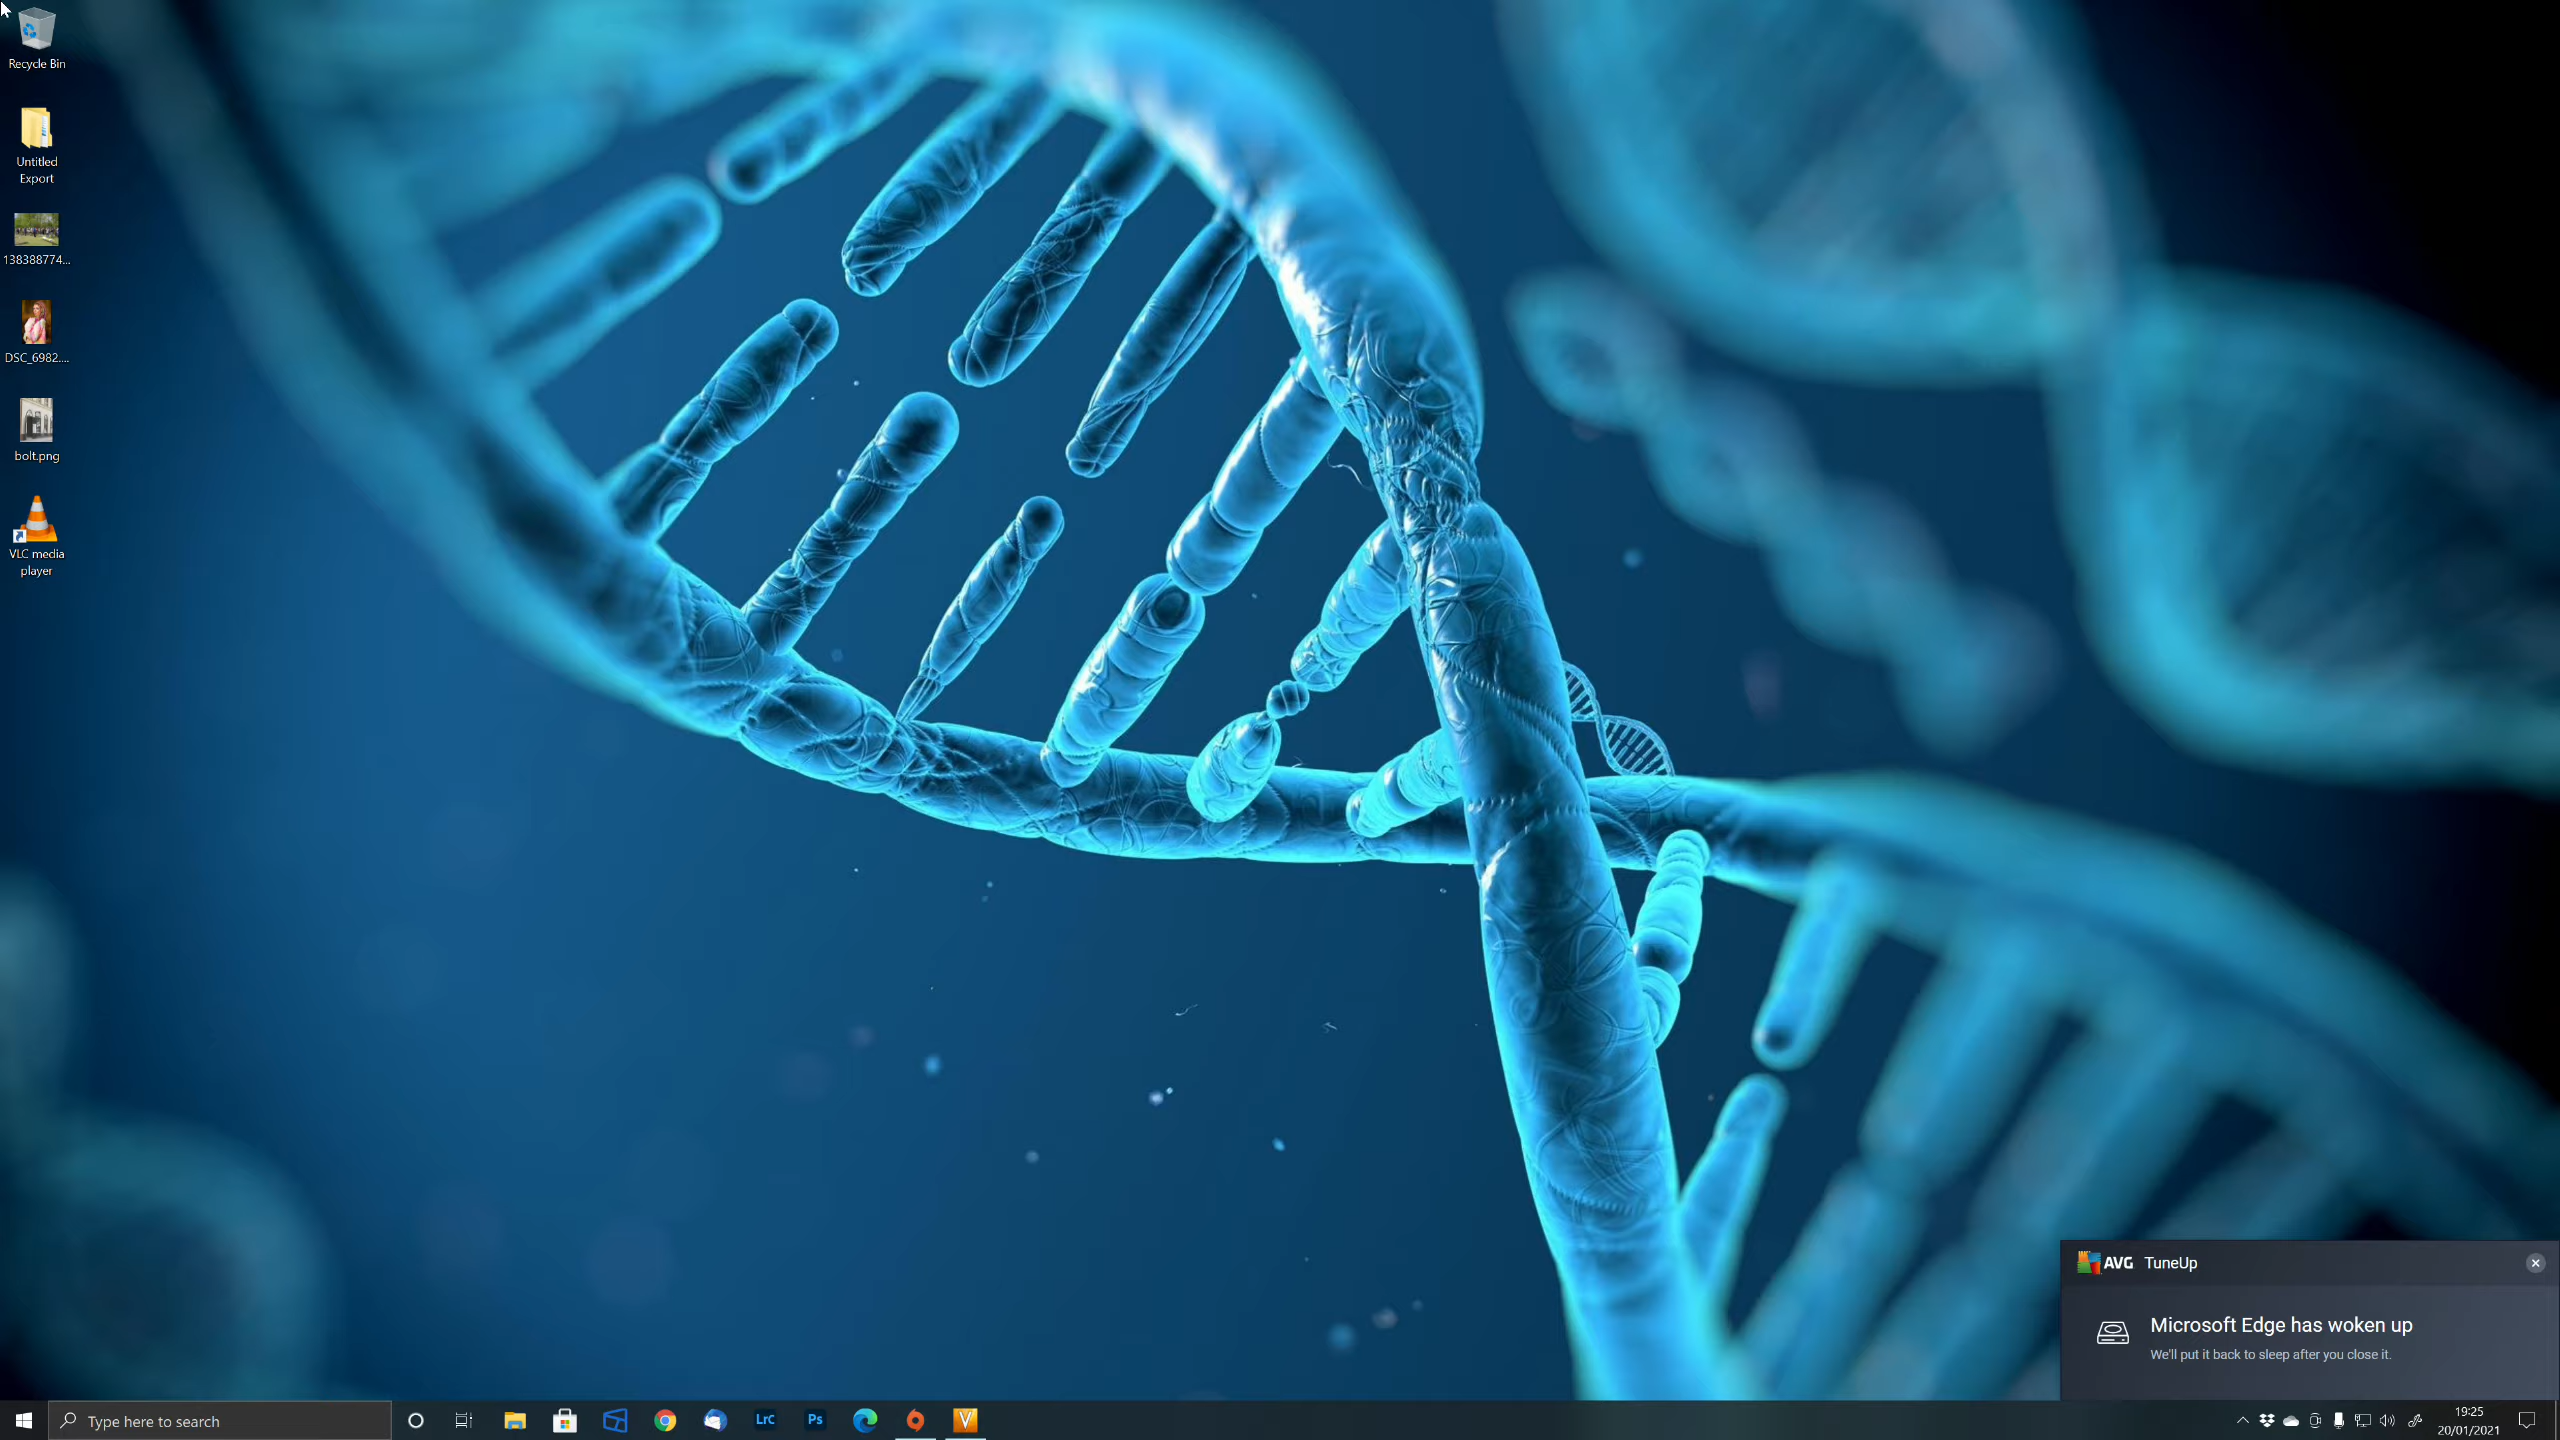 Recycle Bin
Untitled
Export
138388774...
DSC_6982....
bolt.png
VLC media
player
AVG TuneUp
Microsoft Edge has woken up
We'll put it back to sleep after you close it.
Type here to search
LrC
Ps
V
19:25
20/01/2021